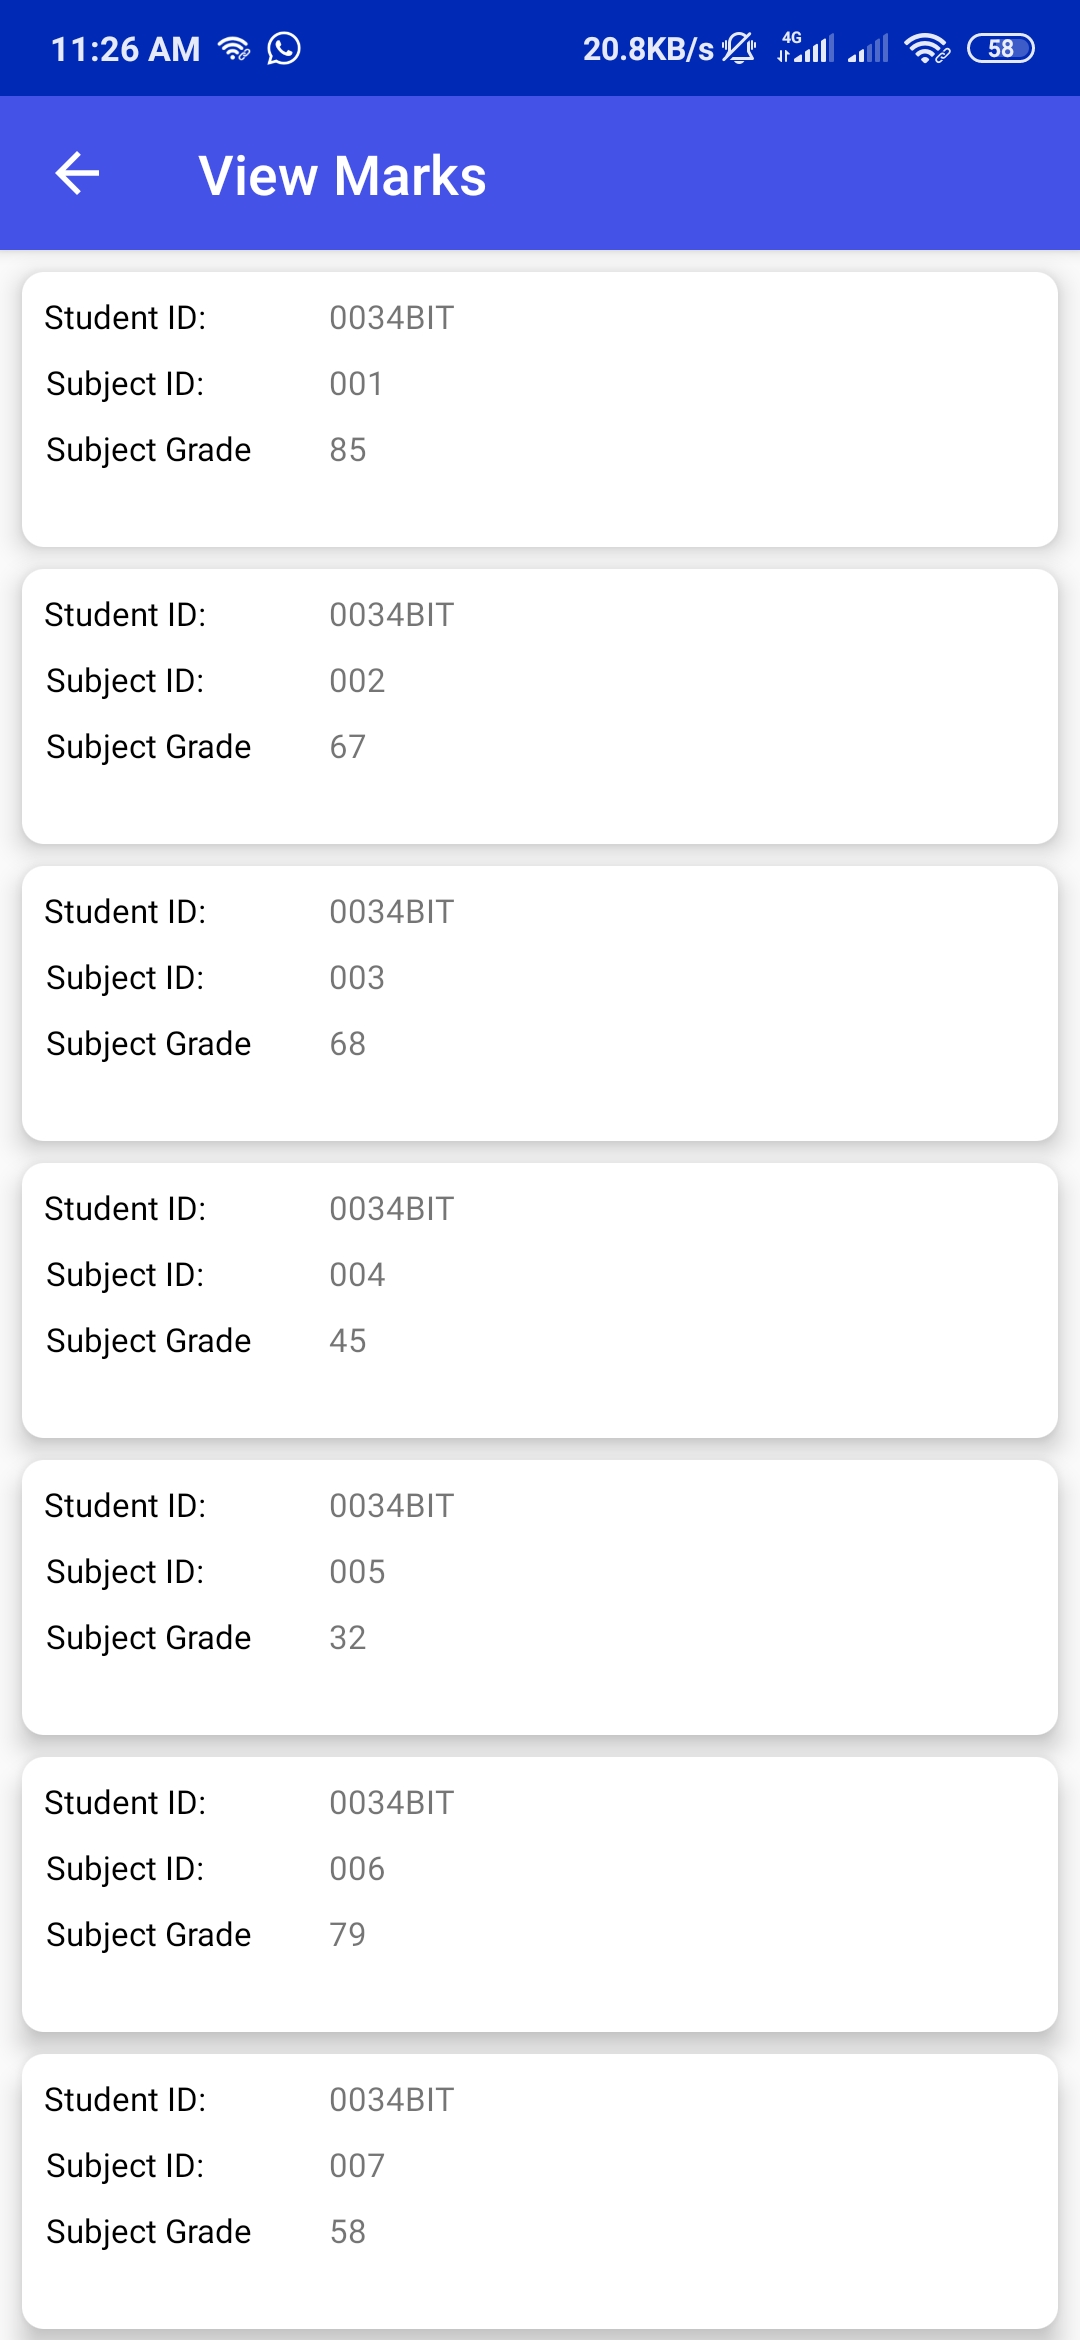 11:26 AM 20.8KB/s 4G 58
View Marks
Student ID: 0034BIT
Subject ID: 001
Subject Grade 85
Student ID: 0034BIT
Subject ID: 002
Subject Grade 67
Student ID: 0034BIT
Subject ID: 003
Subject Grade 68
Student ID: 0034BIT
Subject ID: 004
Subject Grade 45
Student ID: 0034BIT
Subject ID: 005
Subject Grade 32
Student ID: 0034BIT
Subject ID: 006
Subject Grade 79
Student ID: 0034BIT
Subject ID: 007
Subject Grade 58